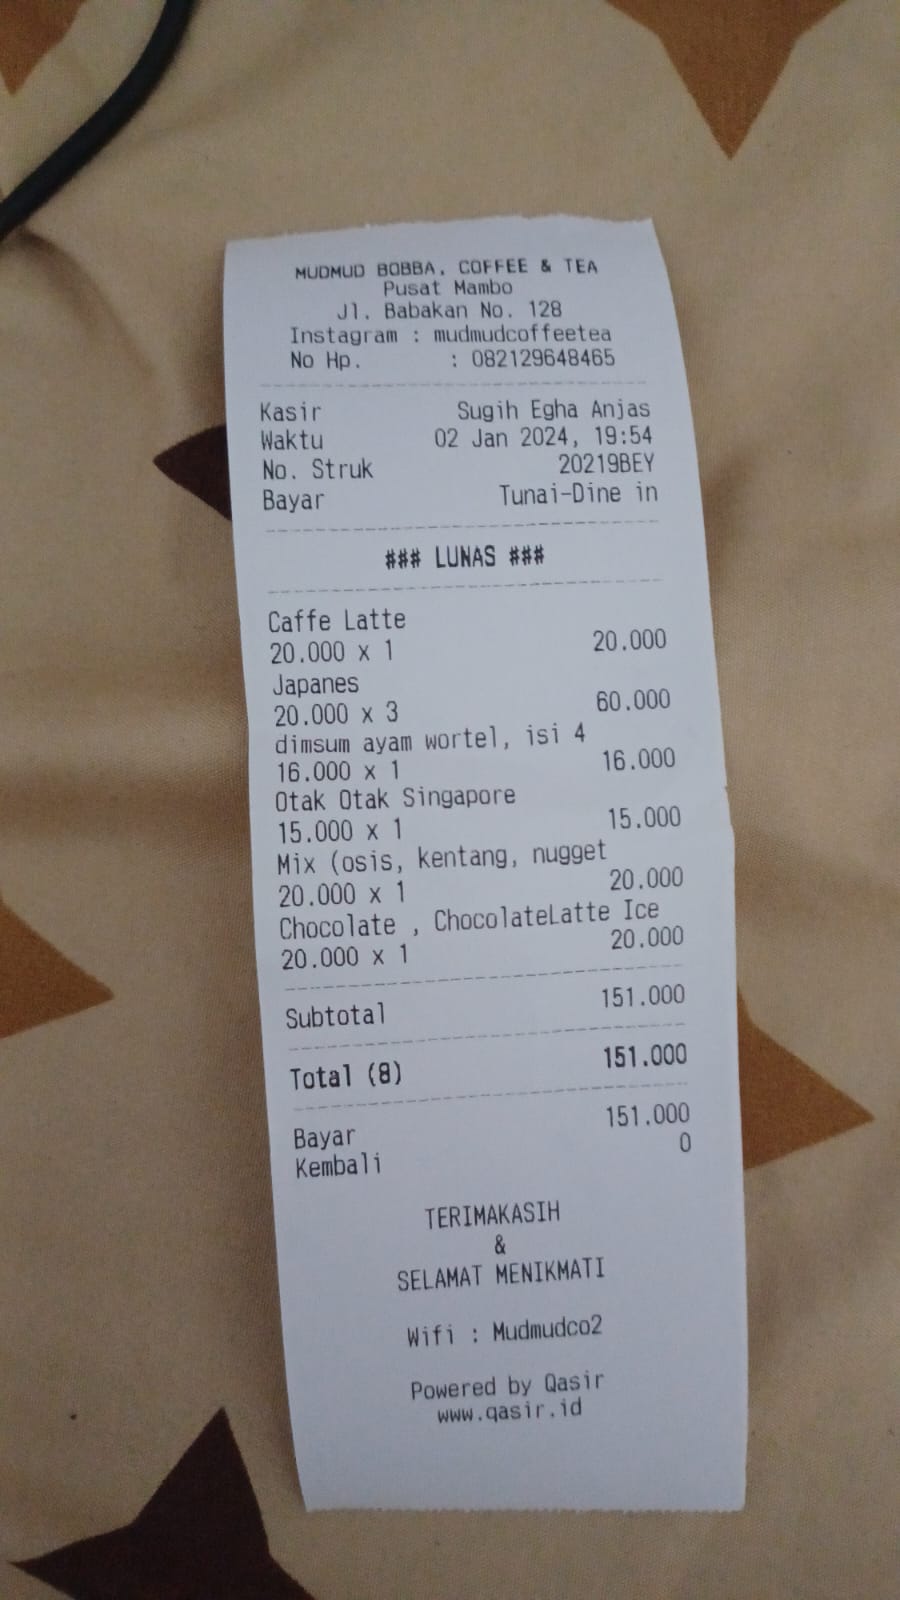 MUDMUD BOBBA, COFFEE & TEA
Pusat Mambo
Jl. Babakan No. 128
Instagram : mudmudcoffeetea
No Hp. : 082129648465
Kasir Sugih Egha Anjas
Waktu 02 Jan 2024, 19:54
No. Struk 20219BEY
Bayar Tunai-Dine in
### LUNAS ###
Caffe Latte
20.000 x 1 20.000
Japanes
20.000 x 3 60.000
dimsum ayam wortel, isi 4
16.000 x 1 16.000
Otak Otak Singapore
15.000 x 1 15.000
Mix (osis, kentang, nugget
20.000 x 1 20.000
Chocolate , ChocolateLatte Ice
20.000 x 1 20.000
Subtotal 151.000
Total (8) 151.000
Bayar 151.000
Kembali 0
TERIMAKASIH
&
SELAMAT MENIKMATI
Wifi : Mudmudco2
Powered by Qasir
www.qasir.id